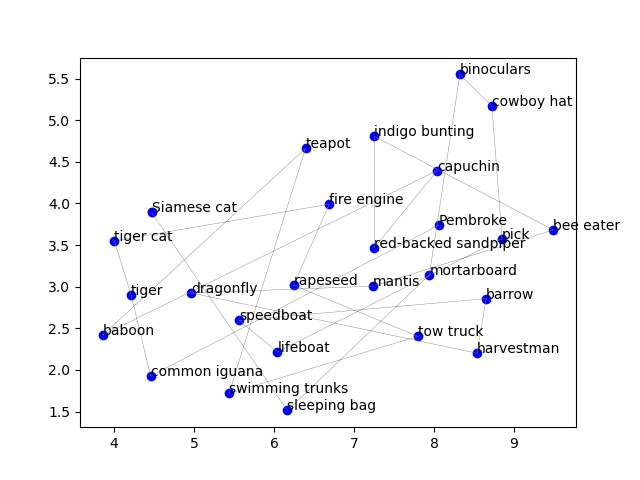 binoculars
5.5
cowboy hat
5.0
indigo bunting
4.5
teapot
capuchin
4.0
fire engine
Siamese cat
Pembroke
bee eater
3.5
tiger cat
pick
red-backed sandpiper
mortarboard
3.0
tiger
dragonfly
rapeseed
mantis
barrow
2.5
baboon
speedboat
tow truck
lifeboat
harvestman
2.0
common iguana
swimming trunks
1.5
sleeping bag
4 5 6 7 8 9